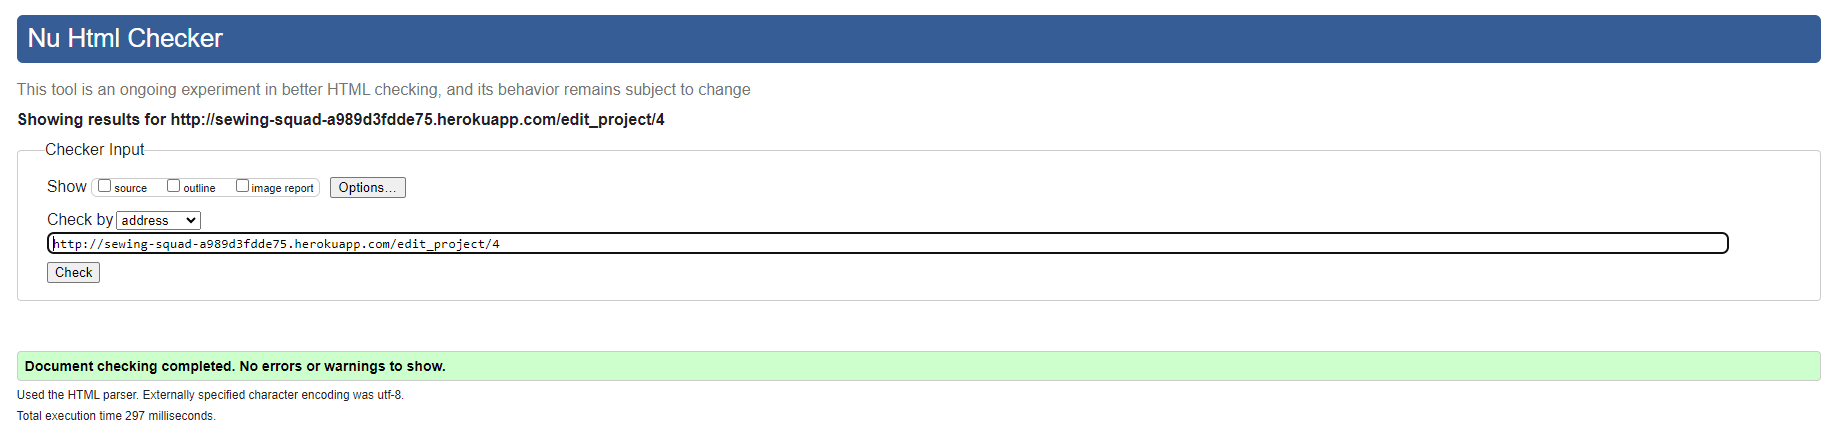 Nu Html Checker
This tool is an ongoing experiment in better HTML checking, and its behavior remains subject to change
Showing results for http://sewing-squad-a989d3fdde75.herokuapp.com/edit_project/4
Checker Input
Show source outline image report Options...
Check by address
http://sewing-squad-a989d3fdde75.herokuapp.com/edit_project/4
Check
Document checking completed. No errors or warnings to show.
Used the HTML parser. Externally specified character encoding was utf-8.
Total execution time 297 milliseconds.